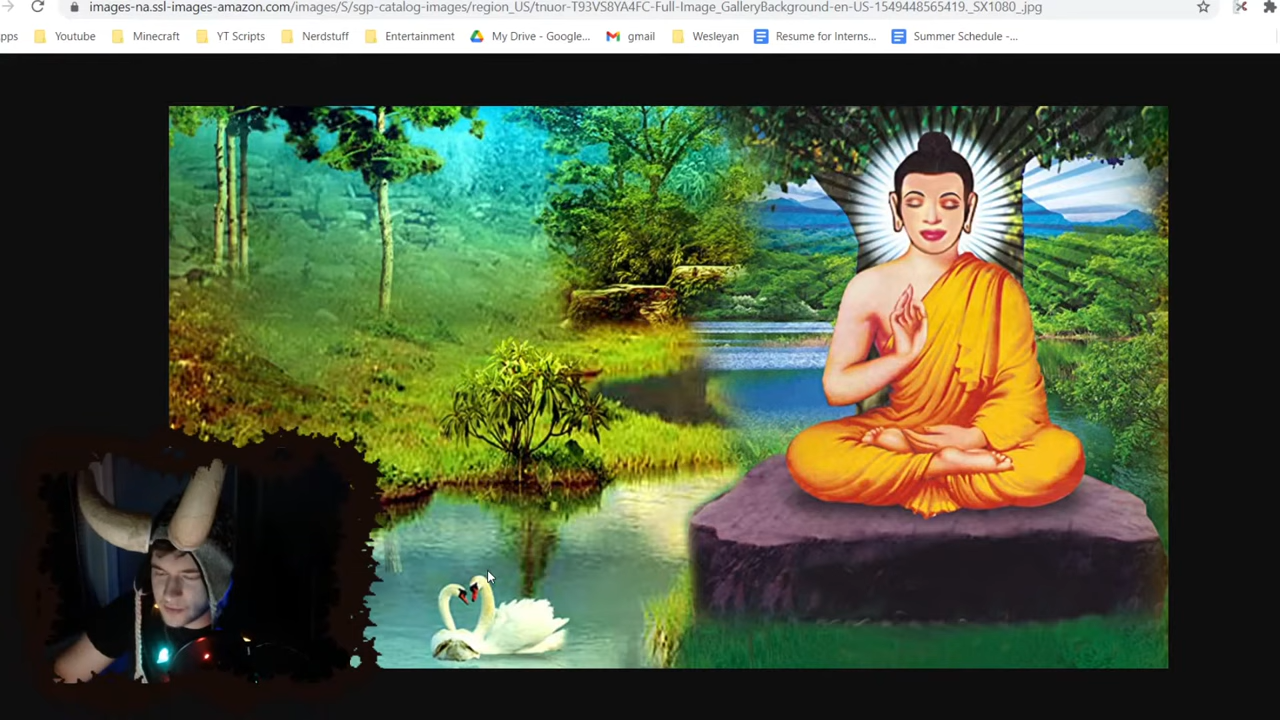 images-na.ssl-images-amazon.com/images/S/sgp-catalog-images/region_US/tnuor-T93VS8YA4FC-Full-Image_GalleryBackground-en-US-1549448565419._SX1080_.jpg
pps Youtube Minecraft YT Scripts Nerdstuff Entertainment My Drive - Google... gmail Wesleyan Resume for Interns... Summer Schedule -...